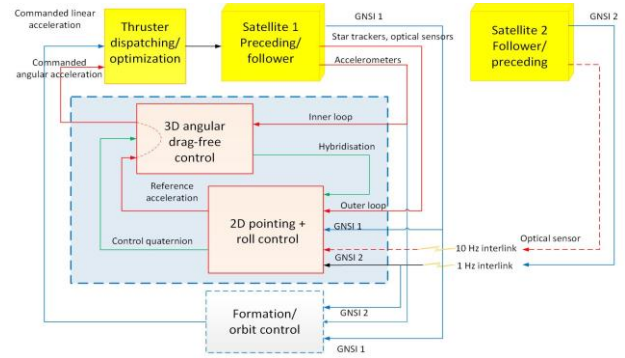 Commanded linear
acceleration
Thruster
dispatching/
optimization
Satellite 1
Preceding/
follower
GNSI 1
Star trackers, optical sensors
Accelerometers
Satellite 2
Follower/
preceding
GNSI 2
Commanded
angular acceleration
3D angular
drag-free
control
Inner loop
Hybridisation
Reference
acceleration
2D pointing +
roll control
Outer loop
GNSI 1
Control quaternion
GNSI 2
Optical sensor
10 Hz interlink
1 Hz interlink
Formation/
orbit control
GNSI 2
GNSI 1